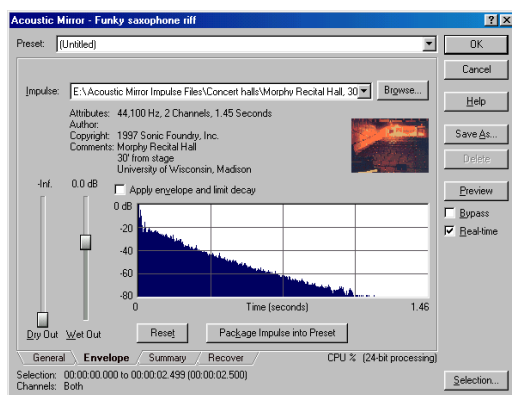 Acoustic Mirror - Funky saxophone riff
Preset: (Untitled)
OK
Cancel
Impulse: E:\Acoustic Mirror Impulse Files\Concert halls\Morphy Recital Hall, 30 Browse...
Help
Attributes: 44,100 Hz, 2 Channels, 1.45 Seconds
Author:
Copyright: 1997 Sonic Foundry, Inc.
Comments: Morphy Recital Hall
30' from stage
University of Wisconsin, Madison
Save As...
Delete
-Inf. 0.0 dB
Apply envelope and limit decay
Preview
Bypass
Real-time
0 dB
-20
-40
-60
-80
0 Time (seconds) 1.46
Dry Out Wet Out
Reset Package Impulse into Preset
General Envelope Summary Recover CPU % (24-bit processing)
Selection: 00:00:00.000 to 00:00:02.499 (00:00:02.500)
Channels: Both
Selection...